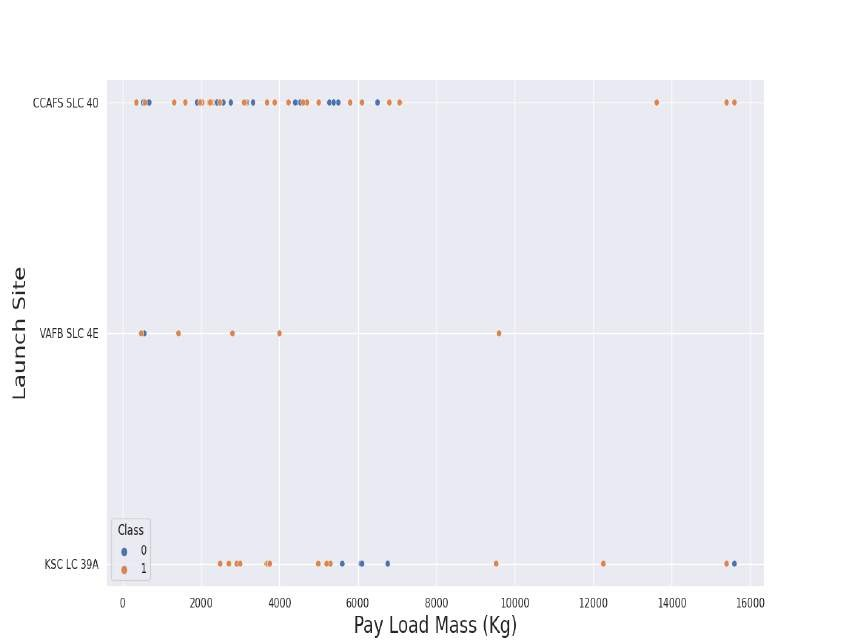 CCAFS SLC 40
VAFB SLC 4E
KSC LC 39A
Launch Site
Class
0
1
0 2000 4000 6000 8000 10000 12000 14000 16000
Pay Load Mass (Kg)